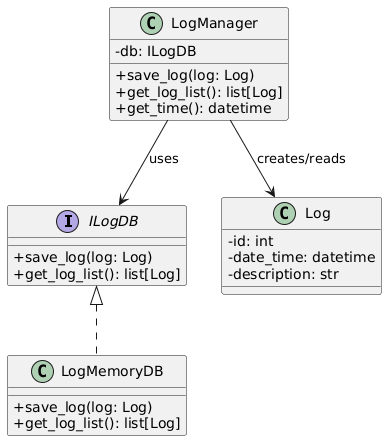 C LogManager
-db: ILogDB
+save_log(log: Log)
+get_log_list(): list[Log]
+get_time(): datetime
uses
creates/reads
I ILogDB
+save_log(log: Log)
+get_log_list(): list[Log]
C Log
-id: int
-date_time: datetime
-description: str
C LogMemoryDB
+save_log(log: Log)
+get_log_list(): list[Log]